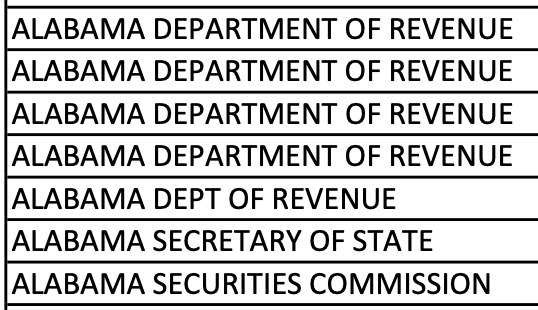 ALABAMA DEPARTMENT OF REVENUE
ALABAMA DEPARTMENT OF REVENUE
ALABAMA DEPARTMENT OF REVENUE
ALABAMA DEPARTMENT OF REVENUE
ALABAMA DEPT OF REVENUE
ALABAMA SECRETARY OF STATE
ALABAMA SECURITIES COMMISSION